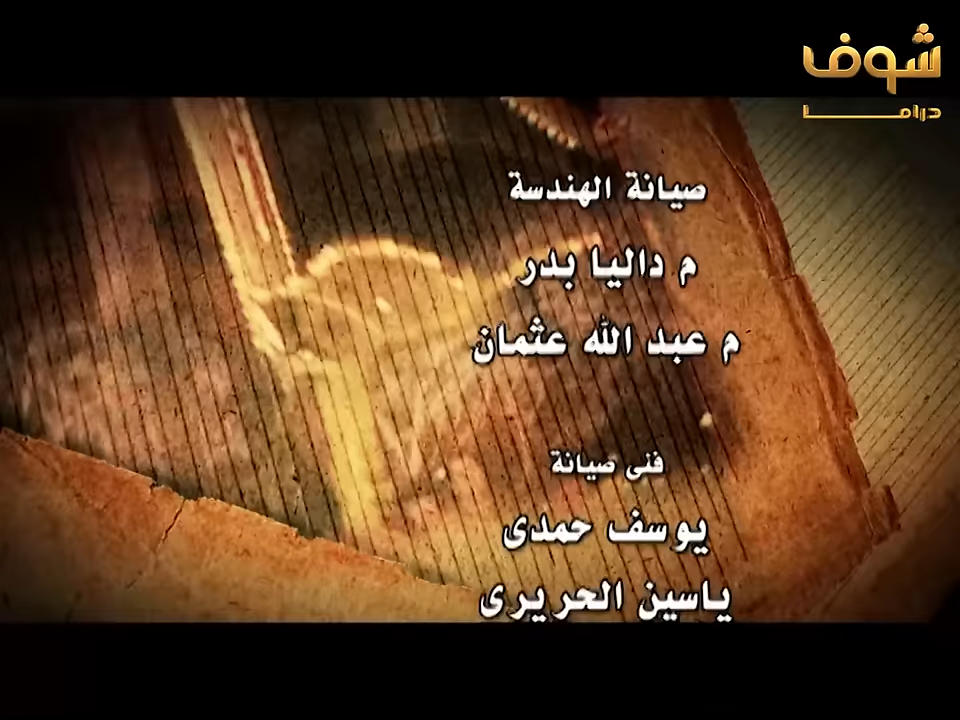 شوف
دراما
صيانة الهندسة
م داليا بدر
م عبد الله عثمان
فنى صيانة
يوسف حمدى
ياسين الحريرى